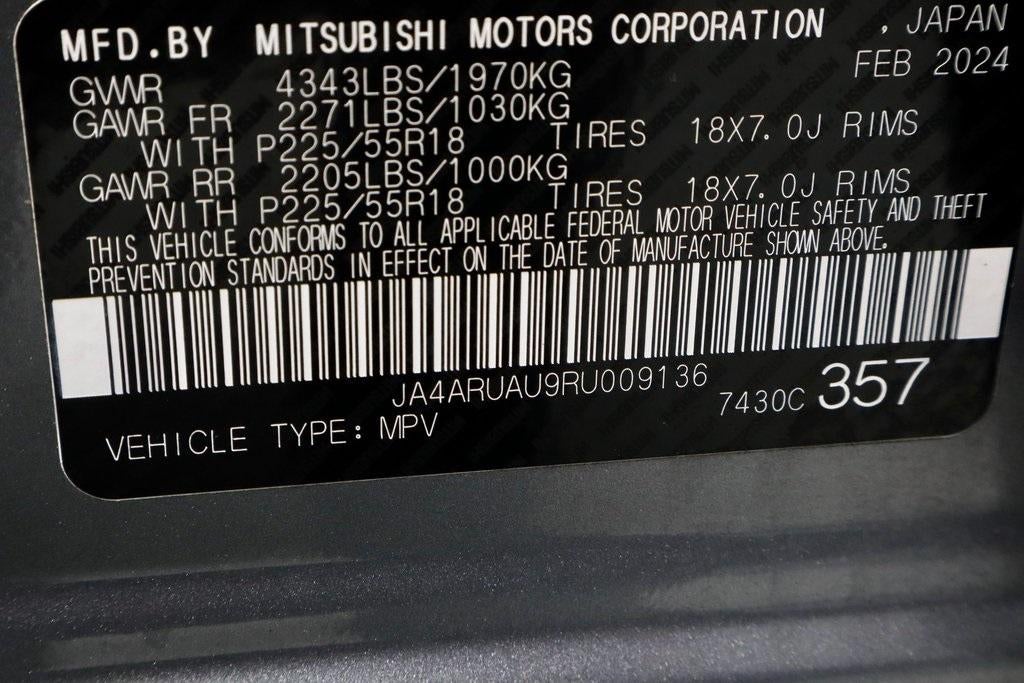 MFD.BY MITSUBISHI MOTORS CORPORATION , JAPAN
FEB 2024
GVWR 4343LBS/1970KG
GAWR FR 2271LBS/1030KG
WITH P225/55R18 TIRES 18X7.0J RIMS
GAWR RR 2205LBS/1000KG
WITH P225/55R18 TIRES 18X7.0J RIMS
THIS VEHICLE CONFORMS TO ALL APPLICABLE FEDERAL MOTOR VEHICLE SAFETY AND THEFT
PREVENTION STANDARDS IN EFFECT ON THE DATE OF MANUFACTURE SHOWN ABOVE.
JA4ARUAU9RU009136
7430C 357
VEHICLE TYPE: MPV